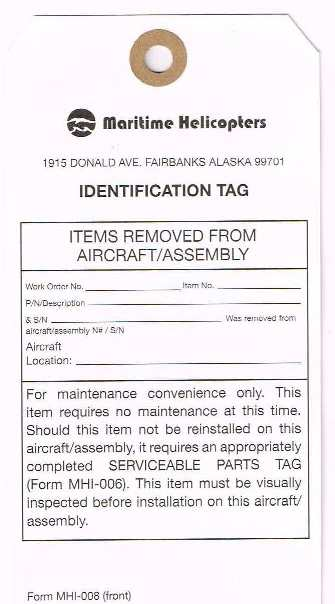 Maritime Helicopters
1915 DONALD AVE. FAIRBANKS ALASKA 99701
IDENTIFICATION TAG
ITEMS REMOVED FROM
AIRCRAFT/ASSEMBLY
Work Order No. Item No.
P/N/Description
& S/N Was removed from
aircraft/assembly N# / S/N
Aircraft
Location:
For maintenance convenience only. This
item requires no maintenance at this time.
Should this item not be reinstalled on this
aircraft/assembly, it requires an appropriately
completed SERVICEABLE PARTS TAG
(Form MHI-006). This item must be visually
inspected before installation on this aircraft/
assembly.
Form MHI-008 (front)